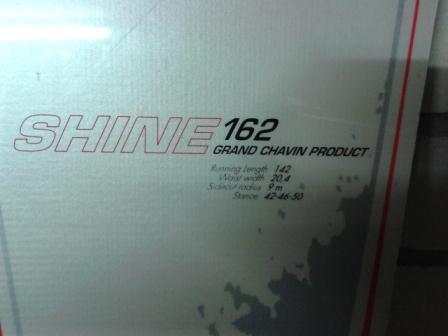 SHINE 162
GRAND CHAVIN PRODUCT
Running Length 142
Waist width 20,4
Sidecut radius 9 m
Stance 42-46-50